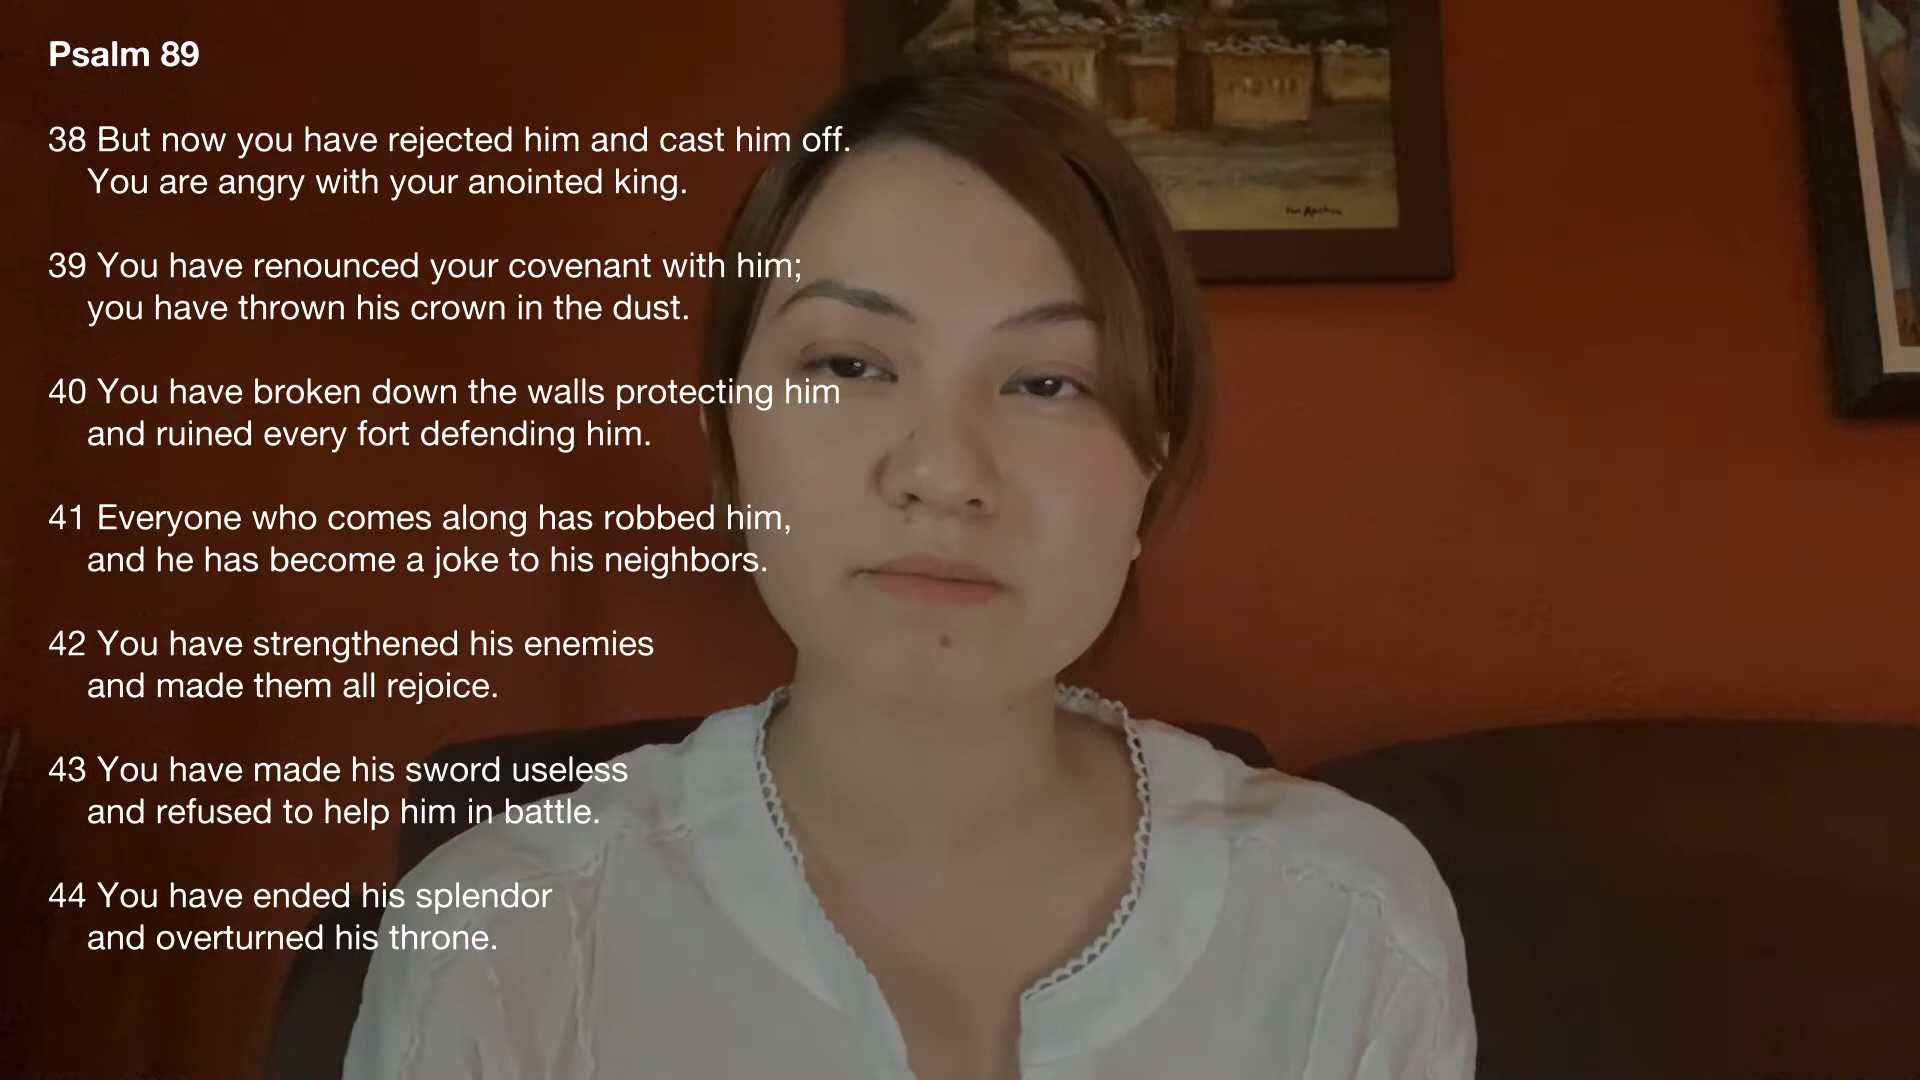 Psalm 89
38 But now you have rejected him and cast him off.
You are angry with your anointed king.
39 You have renounced your covenant with him;
you have thrown his crown in the dust.
40 You have broken down the walls protecting him
and ruined every fort defending him.
41 Everyone who comes along has robbed him,
and he has become a joke to his neighbors.
42 You have strengthened his enemies
and made them all rejoice.
43 You have made his sword useless
and refused to help him in battle.
44 You have ended his splendor
and overturned his throne.